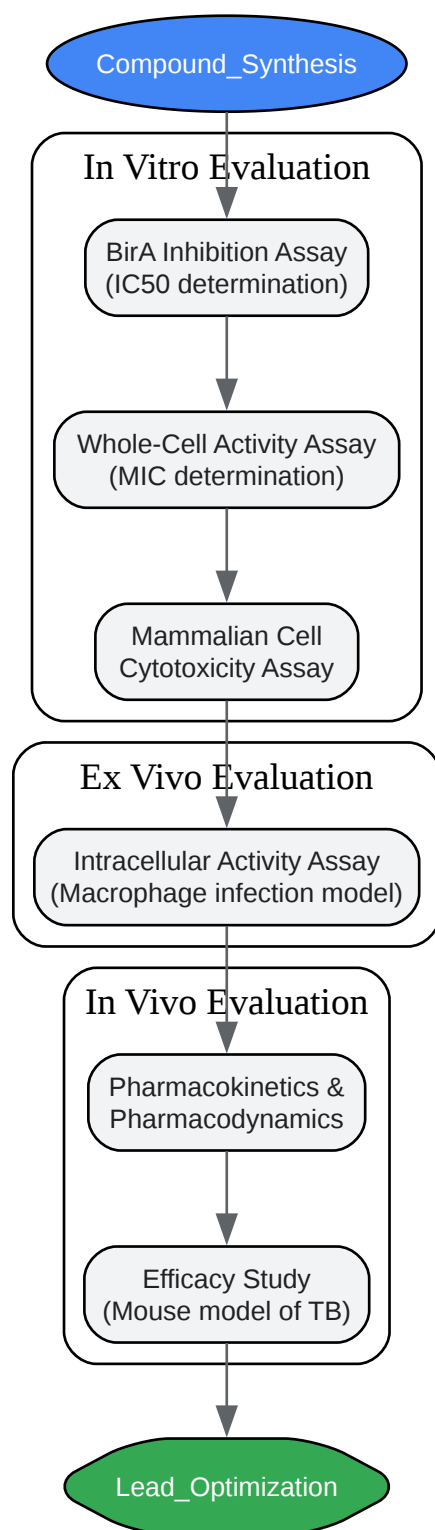 Compound_Synthesis
In Vitro Evaluation
BirA Inhibition Assay
(IC50 determination)
Whole-Cell Activity Assay
(MIC determination)
Mammalian Cell
Cytotoxicity Assay
Ex Vivo Evaluation
Intracellular Activity Assay
(Macrophage infection model)
In Vivo Evaluation
Pharmacokinetics &
Pharmacodynamics
Efficacy Study
(Mouse model of TB)
Lead_Optimization